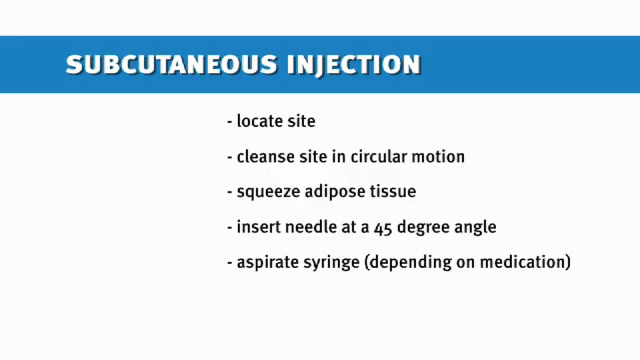 SUBCUTANEOUS INJECTION
- locate site
- cleanse site in circular motion
- squeeze adipose tissue
- insert needle at a 45 degree angle
- aspirate syringe (depending on medication)